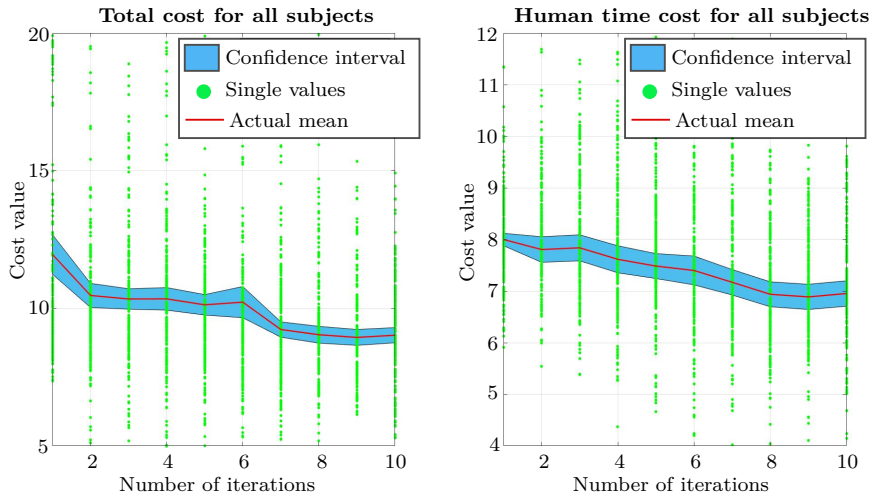 Total cost for all subjects
20
15
10
5
Cost value
2
4
6
8
10
Number of iterations
Confidence interval
Single values
Actual mean
Human time cost for all subjects
12
11
10
9
8
7
6
5
4
Cost value
2
4
6
8
10
Number of iterations
Confidence interval
Single values
Actual mean